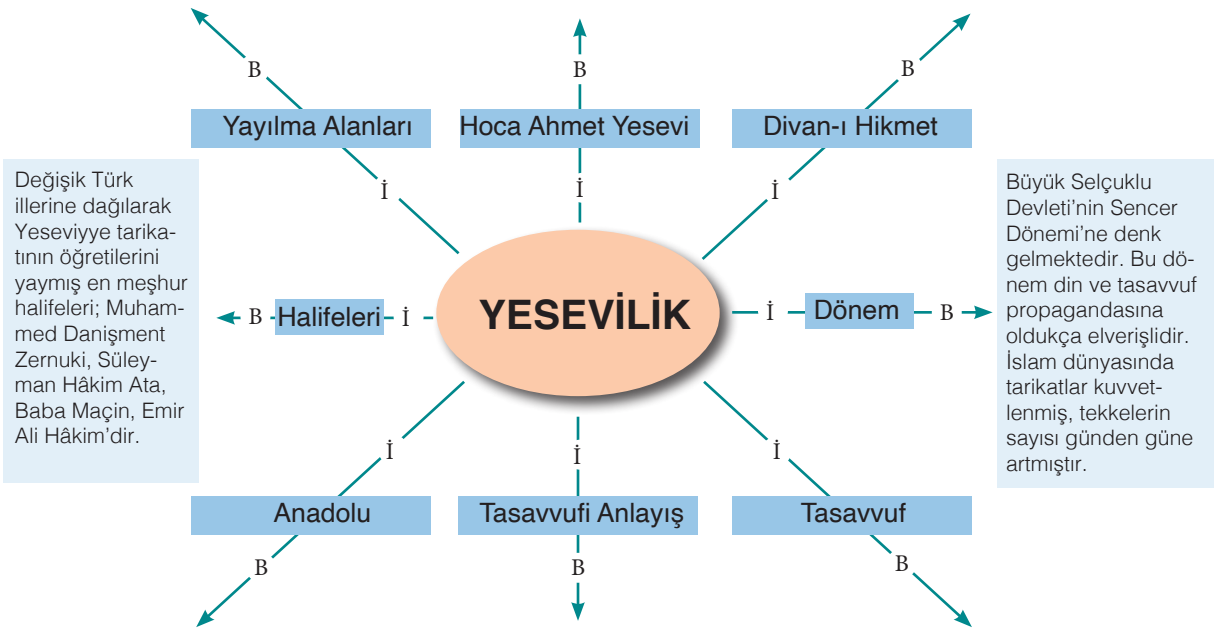 B
B
B
Yayılma Alanları
Hoca Ahmet Yesevi
Divan-ı Hikmet
İ
İ
İ
Değişik Türk
illerine dağılarak
Yeseviyye tarika-
tının öğretilerini
yaymış en meşhur
halifeleri; Muham-
med Danişment
Zernuki, Süley-
man Hâkim Ata,
Baba Maçin, Emir
Ali Hâkim’dir.
B
Halifeleri
İ
YESEVİLİK
İ
Dönem
B
Büyük Selçuklu
Devleti’nin Sencer
Dönemi’ne denk
gelmektedir. Bu dö-
nem din ve tasavvuf
propagandasına
oldukça elverişlidir.
İslam dünyasında
tarikatlar kuvvet-
lenmiş, tekkelerin
sayısı günden güne
artmıştır.
İ
İ
İ
Anadolu
Tasavvufi Anlayış
Tasavvuf
B
B
B